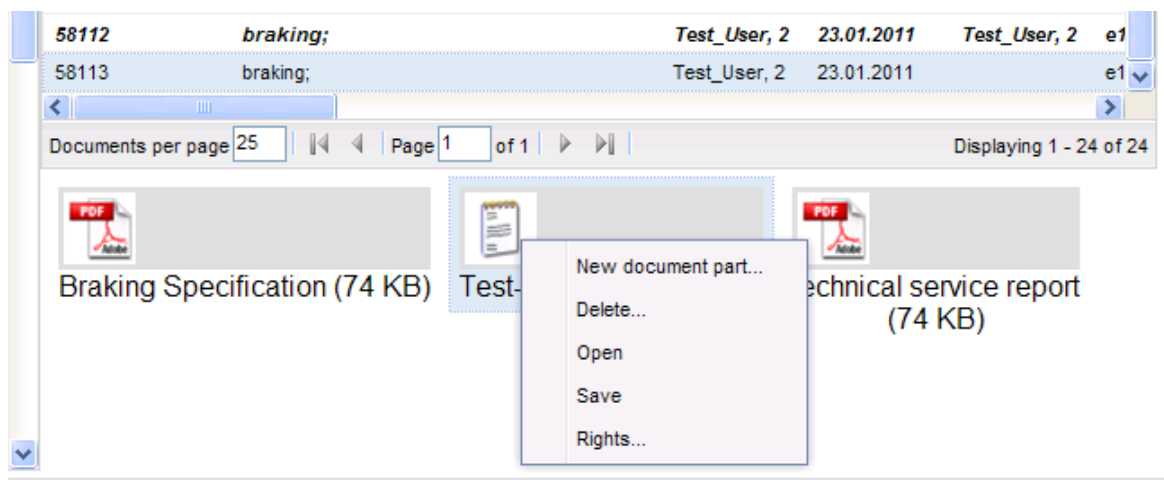 58112 braking; Test_User, 2 23.01.2011 Test_User, 2 e1
58113 braking; Test_User, 2 23.01.2011 e1
Documents per page 25 Page 1 of 1 Displaying 1 - 24 of 24
PDF
Adobe
PDF
Adobe
Braking Specification (74 KB)
Test-
echnical service report
(74 KB)
New document part...
Delete...
Open
Save
Rights...